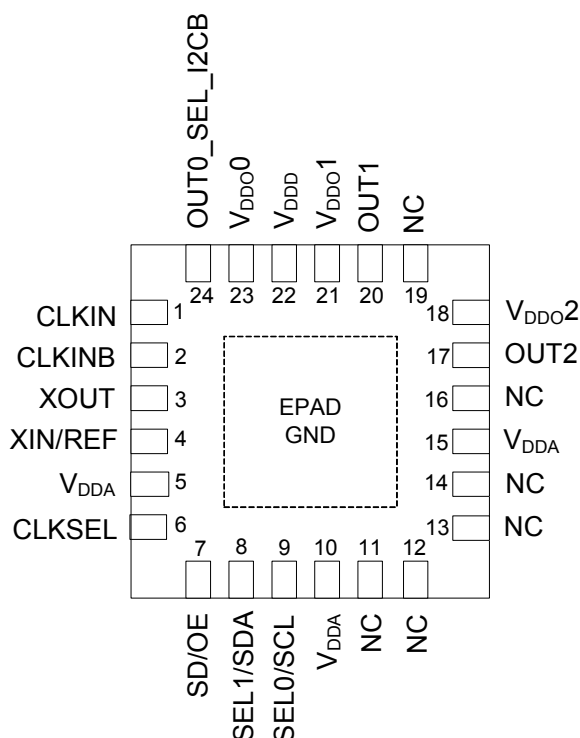 OUT0_SEL_I2CB
VDDO0
VDDD
VDDO1
OUT1
NC
24 23 22 21 20 19
CLKIN 1
CLKINB 2
XOUT 3
XIN/REF 4
VDDA 5
CLKSEL 6
EPAD
GND
18 VDDO2
17 OUT2
16 NC
15 VDDA
14 NC
13 NC
7 8 9 10 11 12
SD/OE
SEL1/SDA
SEL0/SCL
VDDA
NC
NC